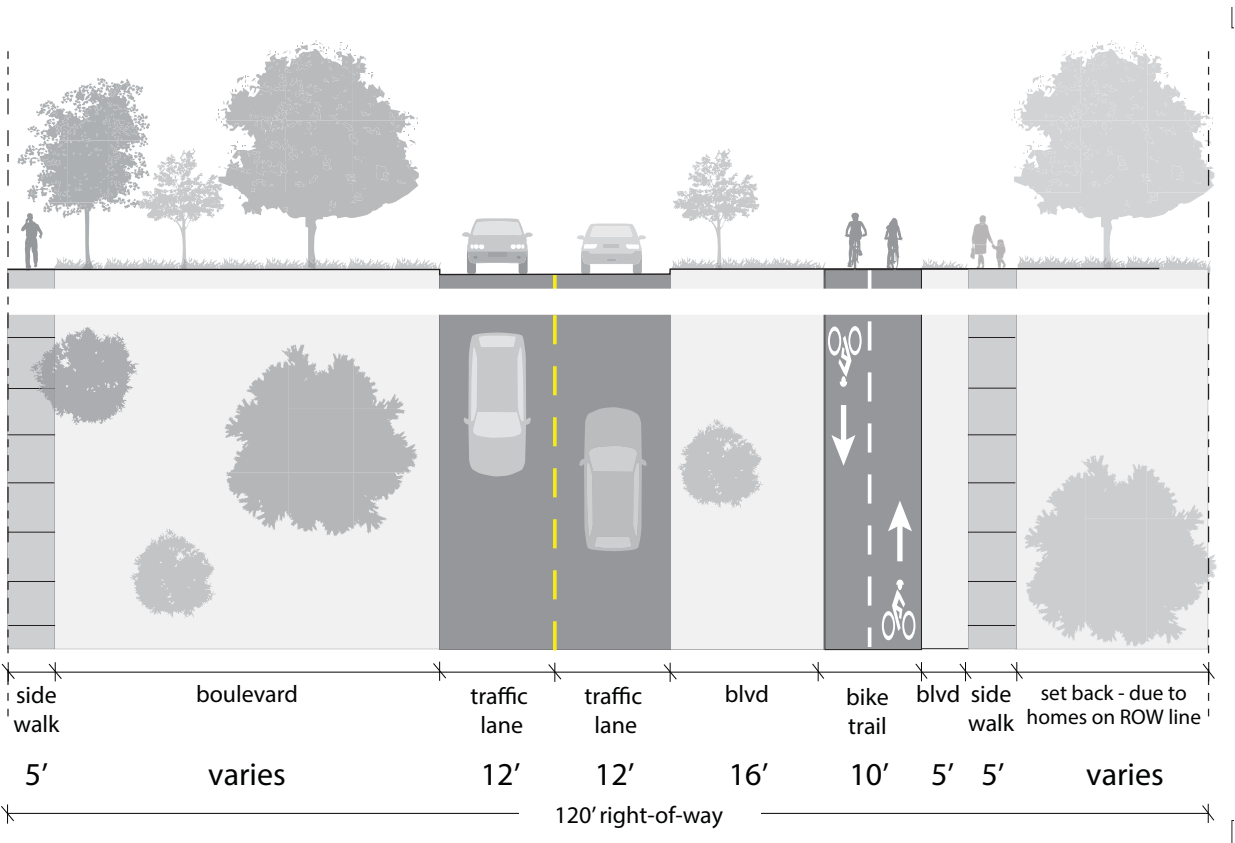 side
walk
boulevard
traffic
lane
traffic
lane
blvd
bike
trail
blvd
side
walk
set back - due to
homes on ROW line
5’
varies
12’
12’
16’
10’
5’
5’
varies
120’ right-of-way